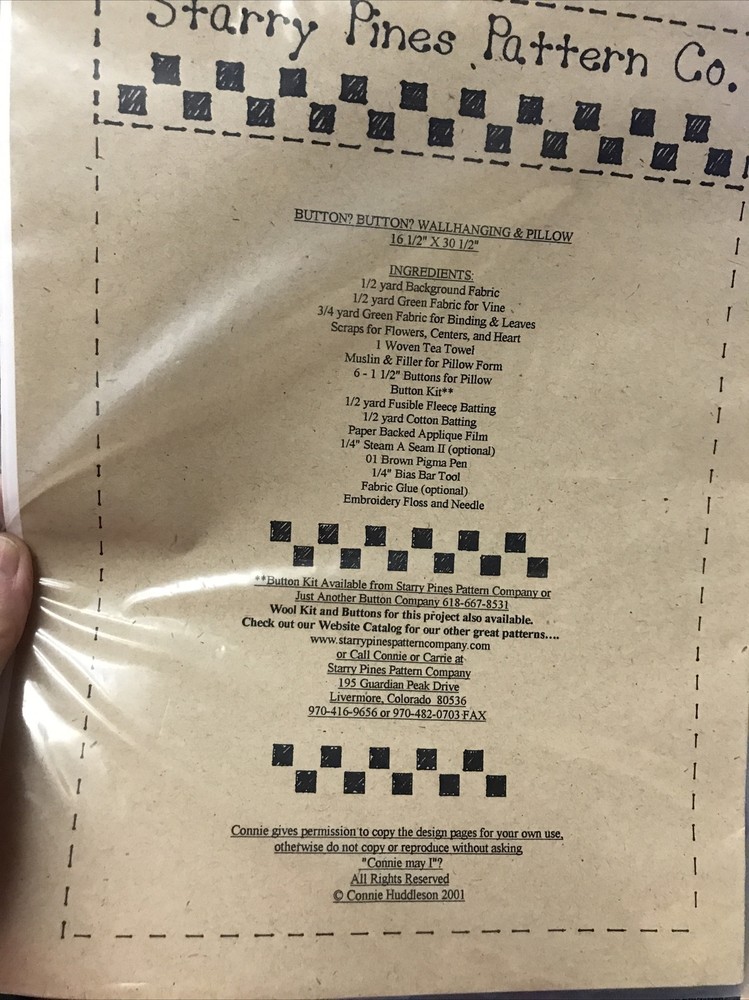 Starry Pines Pattern Co.
BUTTON? BUTTON? WALLHANGING & PILLOW
16 1/2" X 30 1/2"
INGREDIENTS:
1/2 yard Background Fabric
1/2 yard Green Fabric for Vine
3/4 yard Green Fabric for Binding & Leaves
Scraps for Flowers, Centers, and Heart
1 Woven Tea Towel
Muslin & Filler for Pillow Form
6 - 1 1/2" Buttons for Pillow
Button Kit**
1/2 yard Fusible Fleece Batting
1/2 yard Cotton Batting
Paper Backed Applique Film
1/4" Steam A Seam II (optional)
01 Brown Pigma Pen
1/4" Bias Bar Tool
Fabric Glue (optional)
Embroidery Floss and Needle
**Button Kit Available from Starry Pines Pattern Company or
Just Another Button Company 618-667-8531
Wool Kit and Buttons for this project also available.
Check out our Website Catalog for our other great patterns....
www.starrypinespatterncompany.com
or Call Connie or Carrie at
Starry Pines Pattern Company
195 Guardian Peak Drive
Livermore, Colorado 80536
970-416-9656 or 970-482-0703 FAX
Connie gives permission to copy the design pages for your own use,
otherwise do not copy or reproduce without asking
"Connie may I"?
All Rights Reserved
© Connie Huddleson 2001